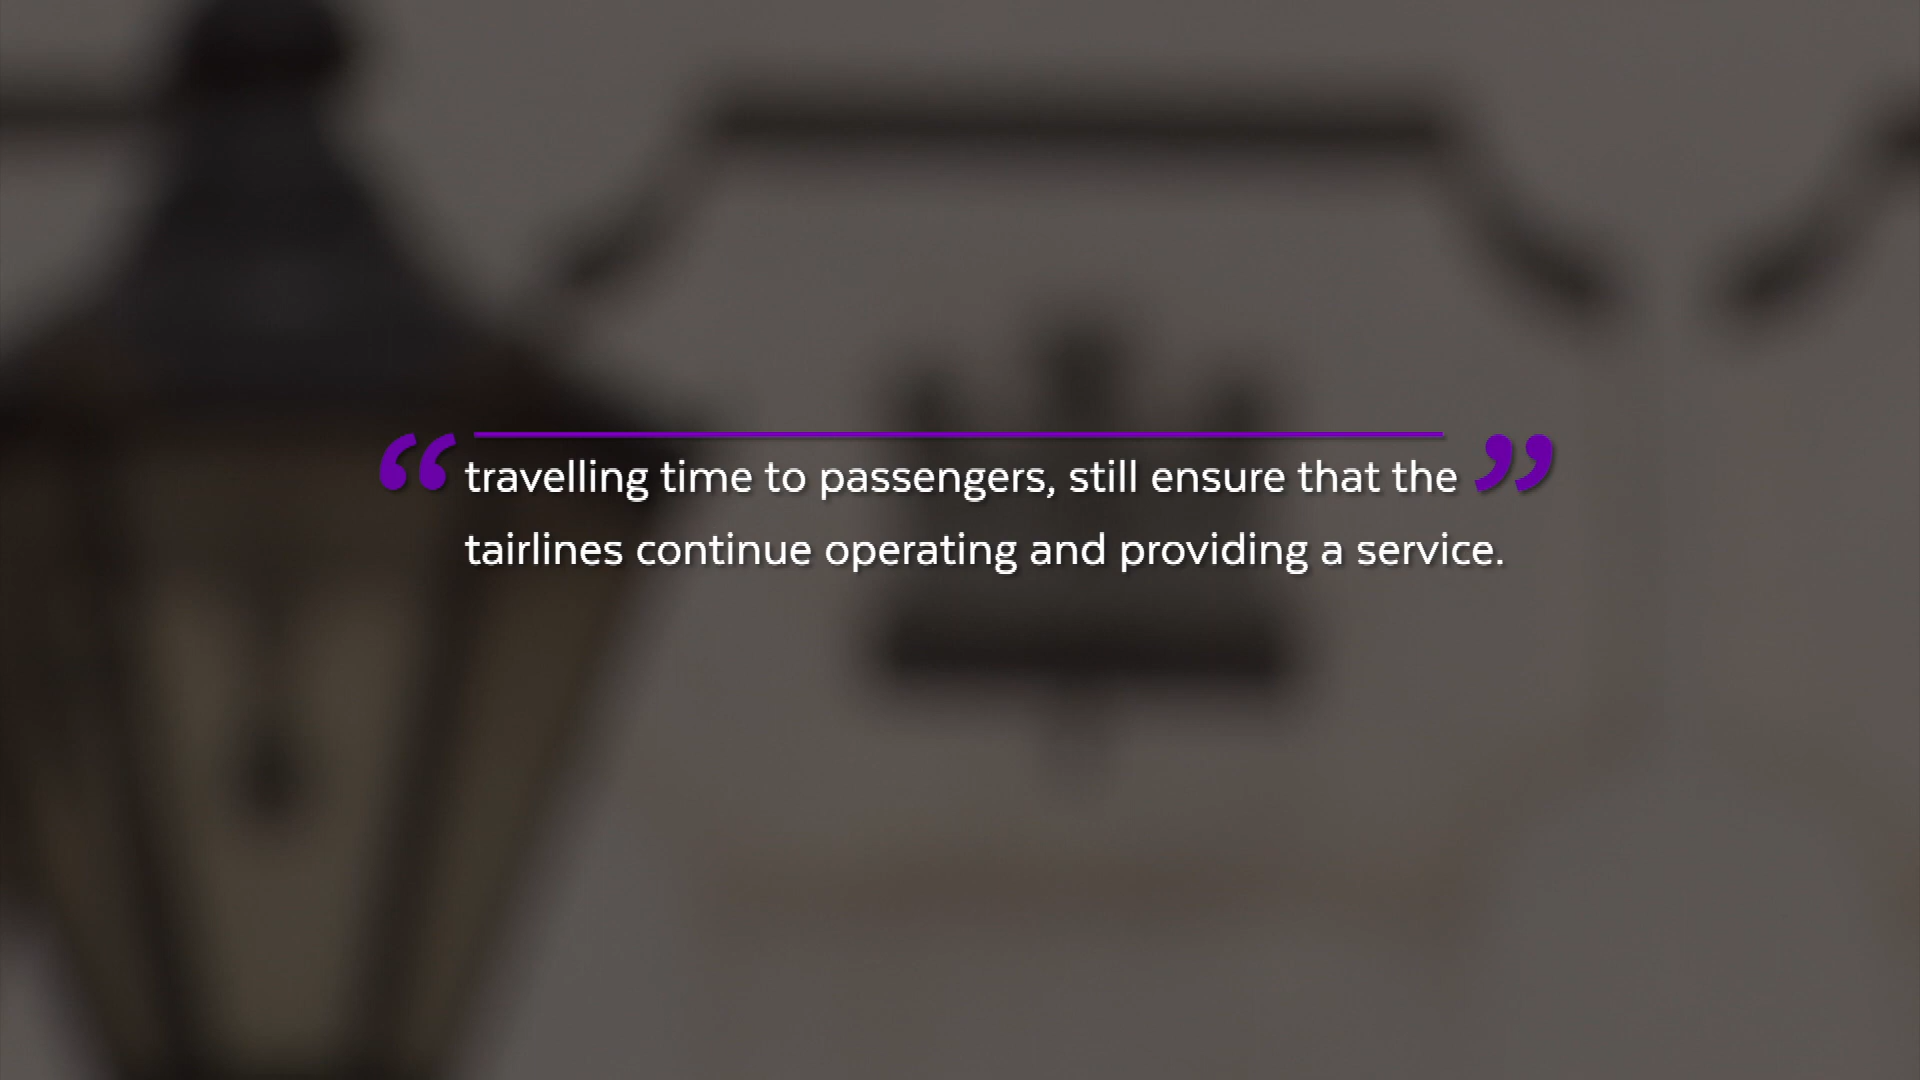 “travelling time to passengers, still ensure that the”
tairlines continue operating and providing a service.